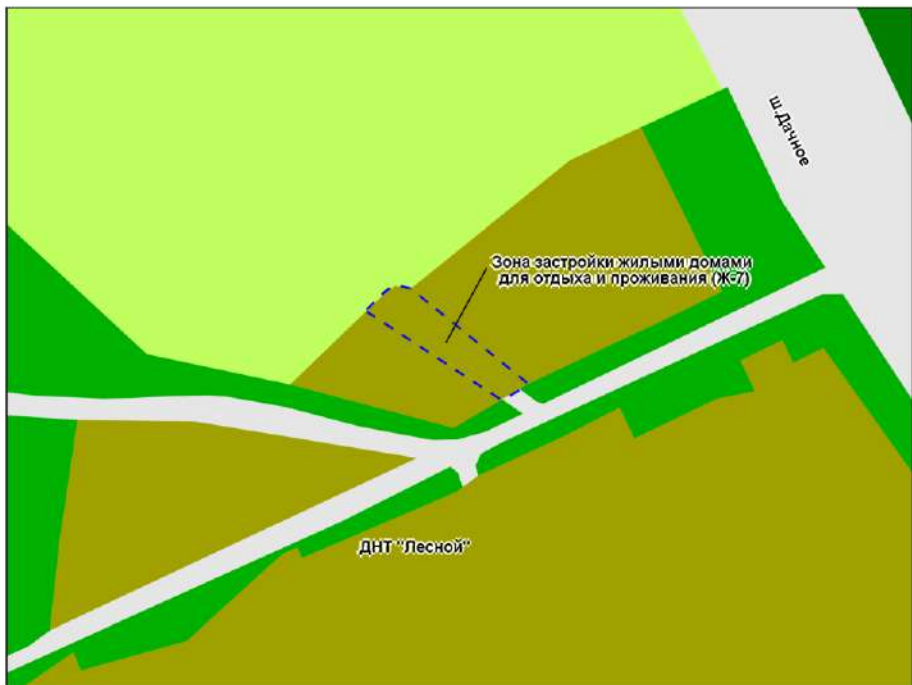 ш.Дачное
Зона застройки жилыми домами
для отдыха и проживания (Ж-7)
ДНТ "Лесной"